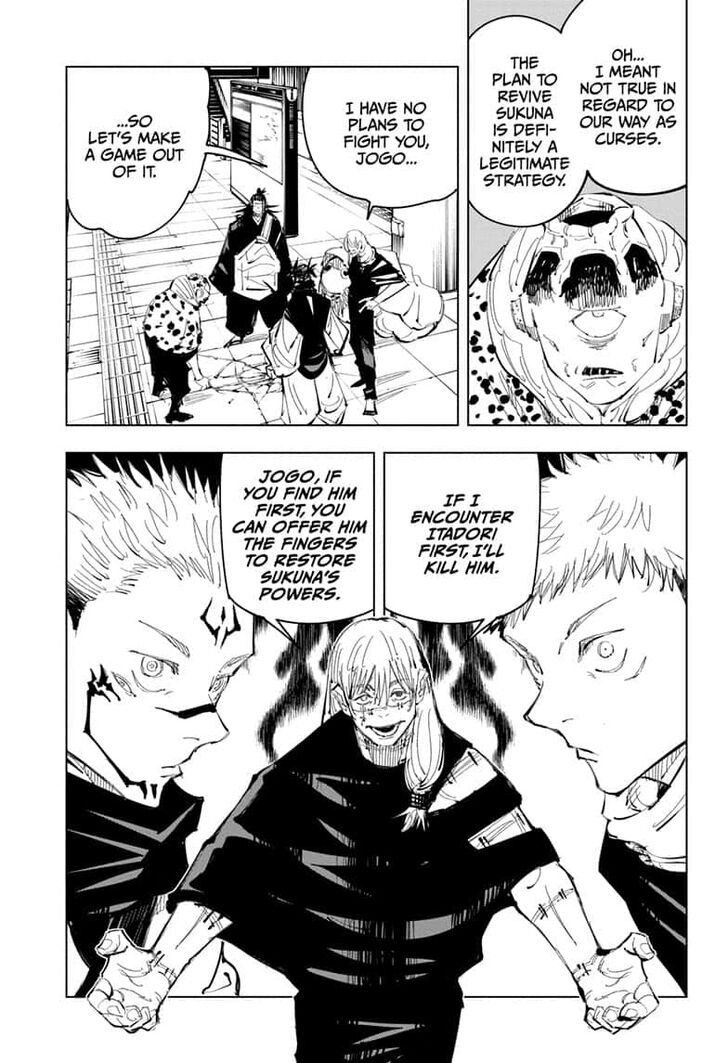 OH...
I MEANT
NOT TRUE IN
REGARD TO
OUR WAY AS
CURSES.
THE
PLAN TO
REVIVE
SUKUNA
IS DEFI-
NITELY A
LEGITIMATE
STRATEGY.
I HAVE NO
PLANS TO
FIGHT YOU,
JOGO...
...SO
LET'S MAKE
A GAME OUT
OF IT.
IF I
ENCOUNTER
ITADORI
FIRST, I'LL
KILL HIM.
JOGO, IF
YOU FIND HIM
FIRST, YOU
CAN OFFER HIM
THE FINGERS
TO RESTORE
SUKUNA'S
POWERS.